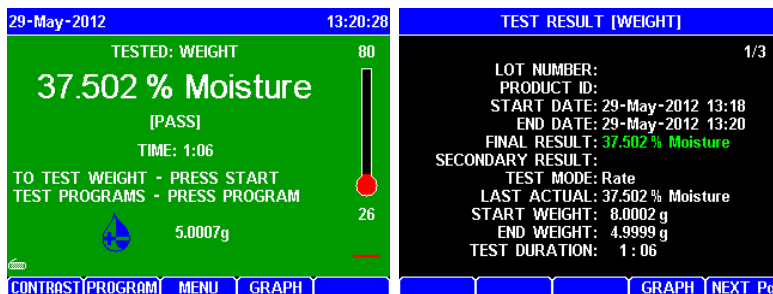 29-May-2012 13:20:28
TESTED: WEIGHT 80
37.502 % Moisture
[PASS]
TIME: 1:06
TO TEST WEIGHT - PRESS START
TEST PROGRAMS - PRESS PROGRAM
26
5.0007g
CONTRAST PROGRAM MENU GRAPH
TEST RESULT [WEIGHT]
1/3
LOT NUMBER:
PRODUCT ID:
START DATE: 29-May-2012 13:18
END DATE: 29-May-2012 13:20
FINAL RESULT: 37.502 % Moisture
SECONDARY RESULT:
TEST MODE: Rate
LAST ACTUAL: 37.502 % Moisture
START WEIGHT: 8.0002 g
END WEIGHT: 4.9999 g
TEST DURATION: 1:06
GRAPH NEXT Pg